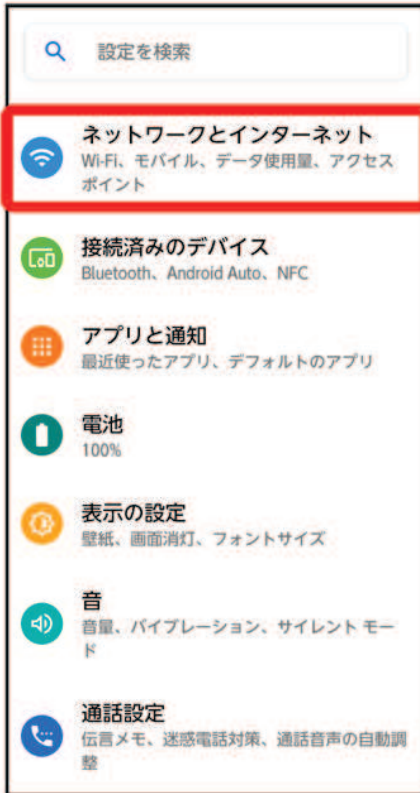 設定を検索
ネットワークとインターネット
Wi-Fi、モバイル、データ使用量、アクセス
ポイント
接続済みのデバイス
Bluetooth、Android Auto、NFC
アプリと通知
最近使ったアプリ、デフォルトのアプリ
電池
100%
表示の設定
壁紙、画面消灯、フォントサイズ
音
音量、バイブレーション、サイレント モー
ド
通話設定
伝言メモ、迷惑電話対策、通話音声の自動調
整